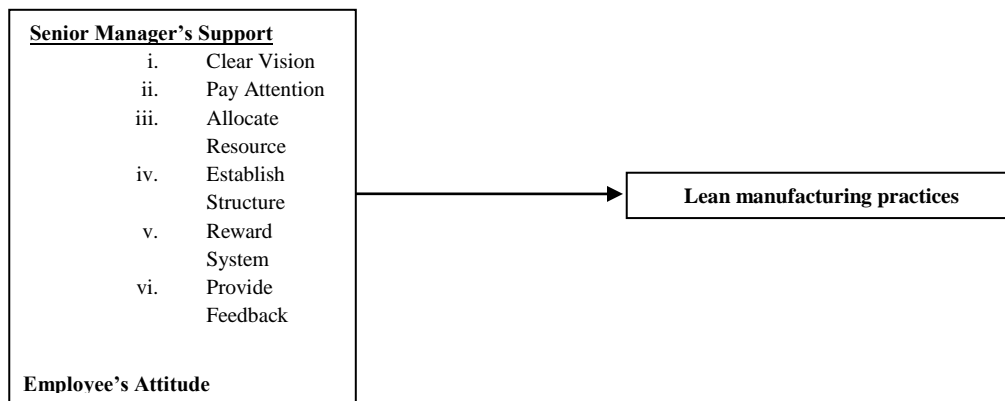 Senior Manager's Support
i. Clear Vision
ii. Pay Attention
iii. Allocate
Resource
iv. Establish
Structure
v. Reward
System
vi. Provide
Feedback
Employee's Attitude
Lean manufacturing practices